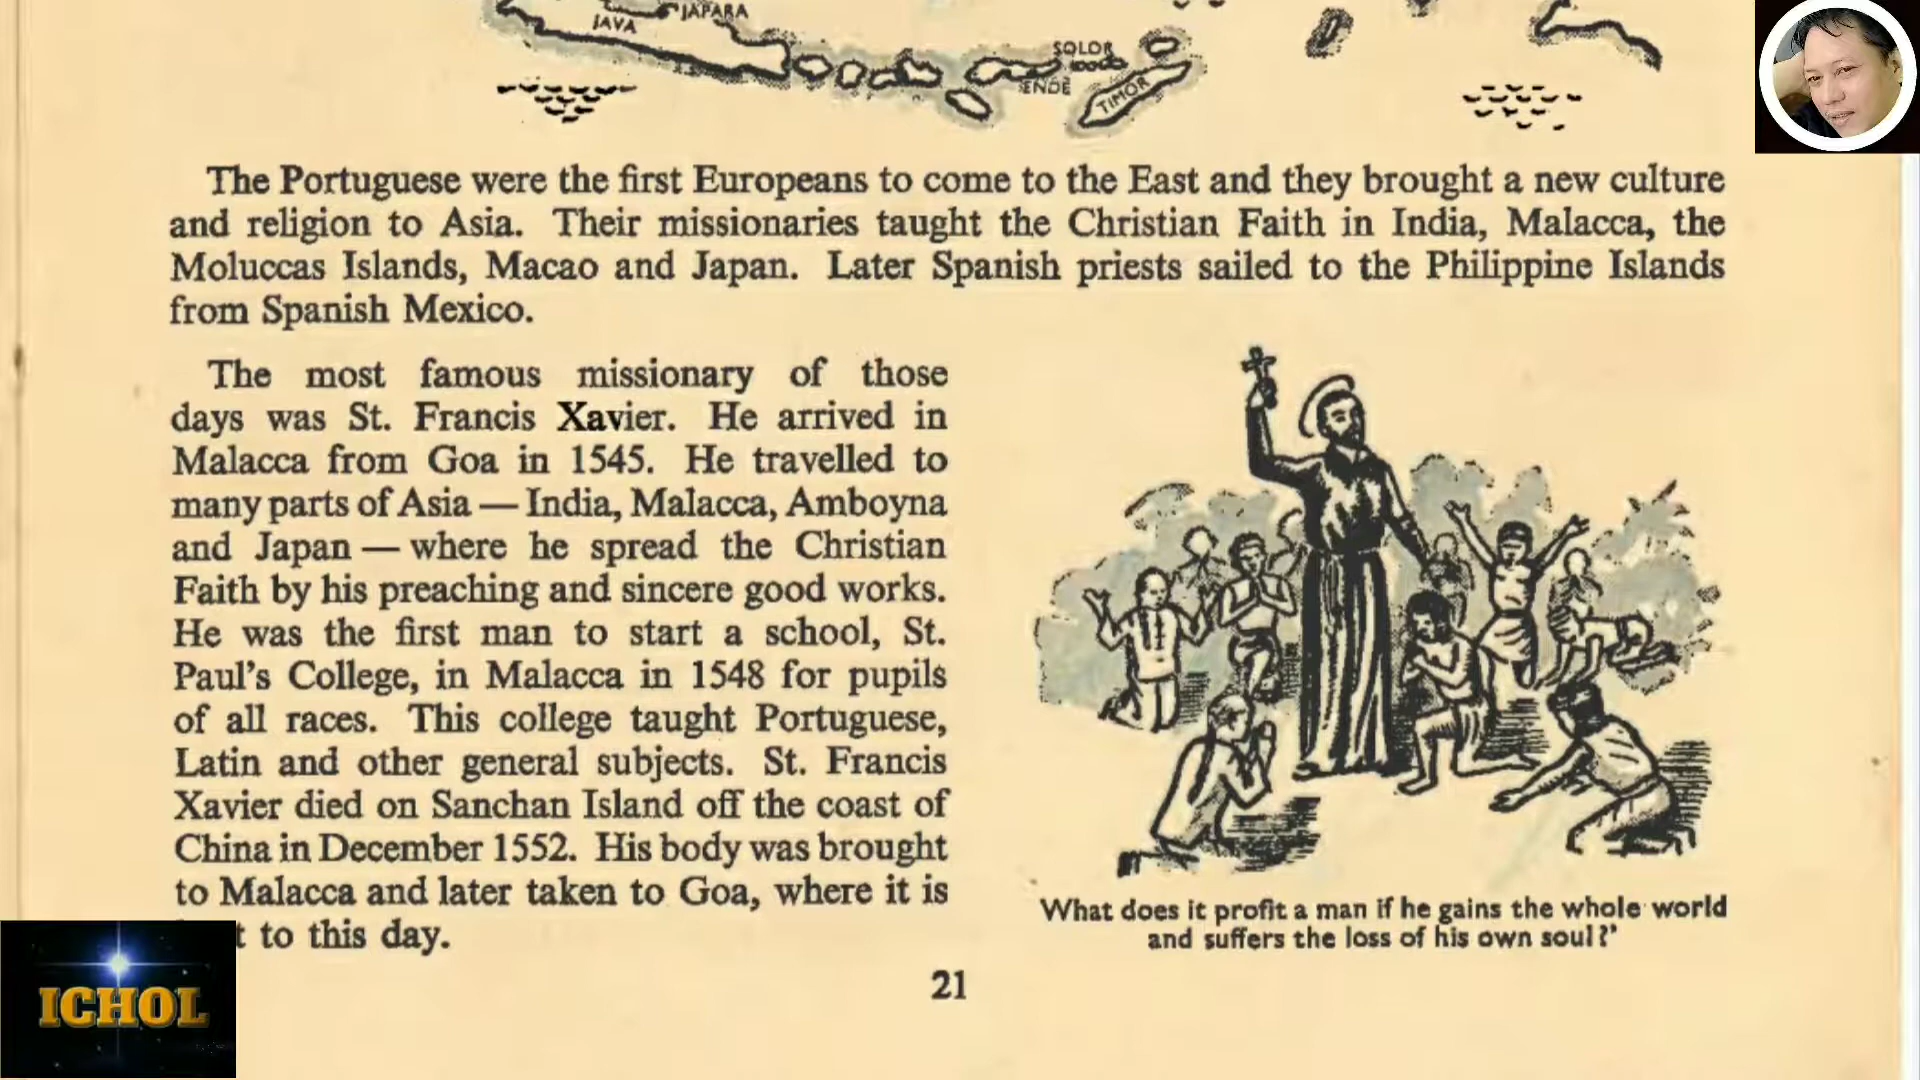 JAPARA
JAVA
SOLOR
ENDE
TIMOR
The Portuguese were the first Europeans to come to the East and they brought a new culture
and religion to Asia. Their missionaries taught the Christian Faith in India, Malacca, the
Moluccas Islands, Macao and Japan. Later Spanish priests sailed to the Philippine Islands
from Spanish Mexico.
The most famous missionary of those
days was St. Francis Xavier. He arrived in
Malacca from Goa in 1545. He travelled to
many parts of Asia — India, Malacca, Amboyna
and Japan — where he spread the Christian
Faith by his preaching and sincere good works.
He was the first man to start a school, St.
Paul's College, in Malacca in 1548 for pupils
of all races. This college taught Portuguese,
Latin and other general subjects. St. Francis
Xavier died on Sanchan Island off the coast of
China in December 1552. His body was brought
to Malacca and later taken to Goa, where it is
to this day.
What does it profit a man if he gains the whole world
and suffers the loss of his own soul?'
21
ICHOL